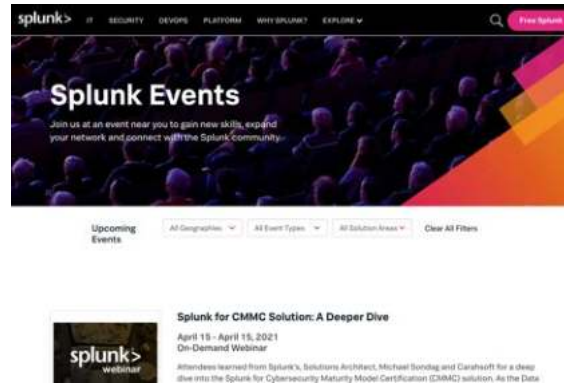 splunk> IT SECURITY DEVOPS PLATFORM WHY SPLUNK? EXPLORE Free Splunk
Splunk Events
Join us at an event near you to gain new skills, expand
your network and connect with the Splunk community.
Upcoming
Events
All Geographies All Event Types All Solution Areas Clear All Filters
Splunk for CMMC Solution: A Deeper Dive
April 15 - April 15, 2021
On-Demand Webinar
splunk>
webinar
Attendees learned from Splunk's, Solutions Architect, Michael Sondag and Carahsoft for a deep
dive into the Splunk for Cybersecurity Maturity Model Certification (CMMC) solution. As the Data